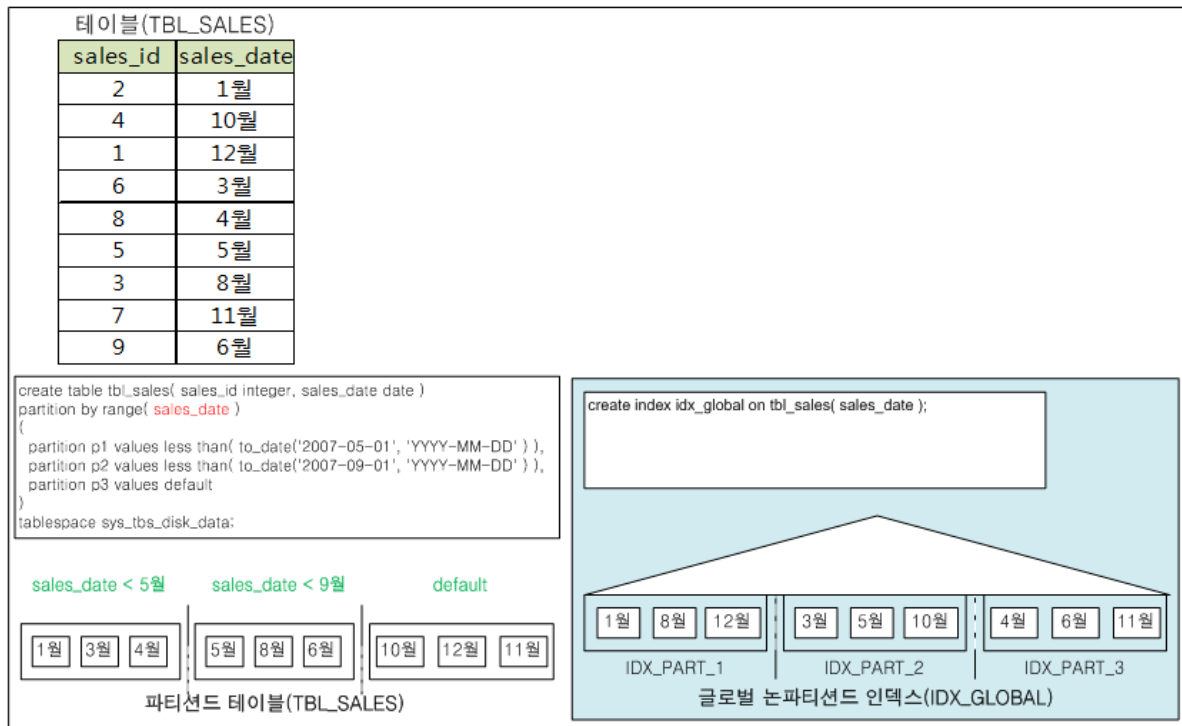 테이블(TBL_SALES)
sales_id sales_date
2 1월
4 10월
1 12월
6 3월
8 4월
5 5월
3 8월
7 11월
9 6월
create table tbl_sales( sales_id integer, sales_date date )
partition by range( sales_date )
(
partition p1 values less than( to_date('2007-05-01', 'YYYY-MM-DD' ) ),
partition p2 values less than( to_date('2007-09-01', 'YYYY-MM-DD' ) ),
partition p3 values default
)
tablespace sys_tbs_disk_data;
sales_date < 5월 sales_date < 9월 default
1월 3월 4월 5월 8월 6월 10월 12월 11월
파티션드 테이블(TBL_SALES)
create index idx_global on tbl_sales( sales_date );
1월 8월 12월 3월 5월 10월 4월 6월 11월
IDX_PART_1 IDX_PART_2 IDX_PART_3
글로벌 논파티션드 인덱스(IDX_GLOBAL)